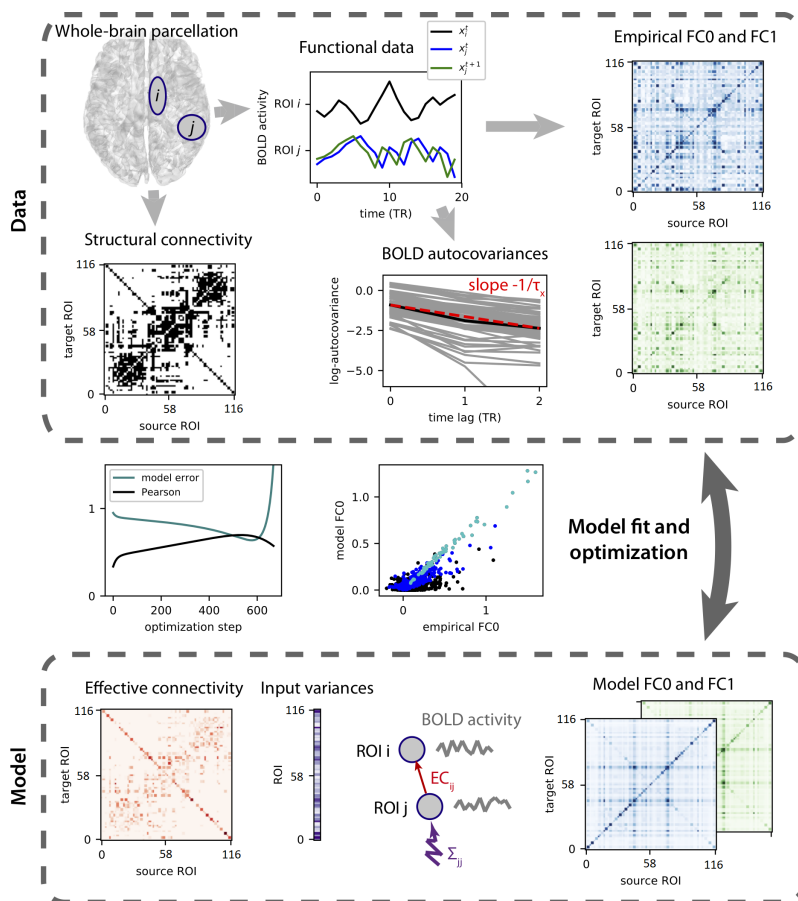 Whole-brain parcellation
i
j
Data
Functional data
x_i^t
x_j^t
x_j^{t+1}
BOLD activity
ROI i
ROI j
0
10
20
time (TR)
Empirical FC0 and FC1
target ROI
116
58
0
0
58
116
source ROI
target ROI
116
58
0
0
58
116
source ROI
Structural connectivity
target ROI
116
58
0
0
58
116
source ROI
BOLD autocovariances
slope -1/τ_x
log-autocovariance
0.0
−2.5
−5.0
0
1
2
time lag (TR)
model error
Pearson
1
0
0
200
400
600
optimization step
model FC0
1.0
0.5
0.0
0
1
empirical FC0
Model fit and
optimization
Model
Effective connectivity
target ROI
116
58
0
0
58
116
source ROI
Input variances
ROI
116
58
0
BOLD activity
ROI i
EC_ij
ROI j
Σ_jj
Model FC0 and FC1
target ROI
116
58
0
0
58
116
source ROI